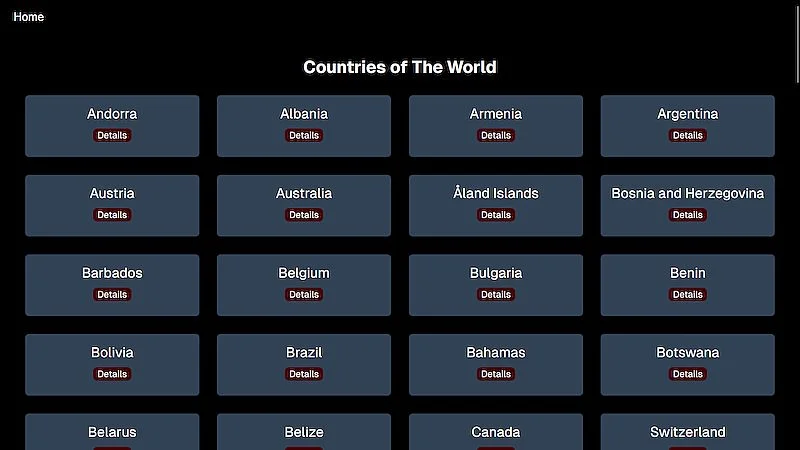 Home
Countries of The World
Andorra
Details
Albania
Details
Armenia
Details
Argentina
Details
Austria
Details
Australia
Details
Åland Islands
Details
Bosnia and Herzegovina
Details
Barbados
Details
Belgium
Details
Bulgaria
Details
Benin
Details
Bolivia
Details
Brazil
Details
Bahamas
Details
Botswana
Details
Belarus
Belize
Canada
Switzerland